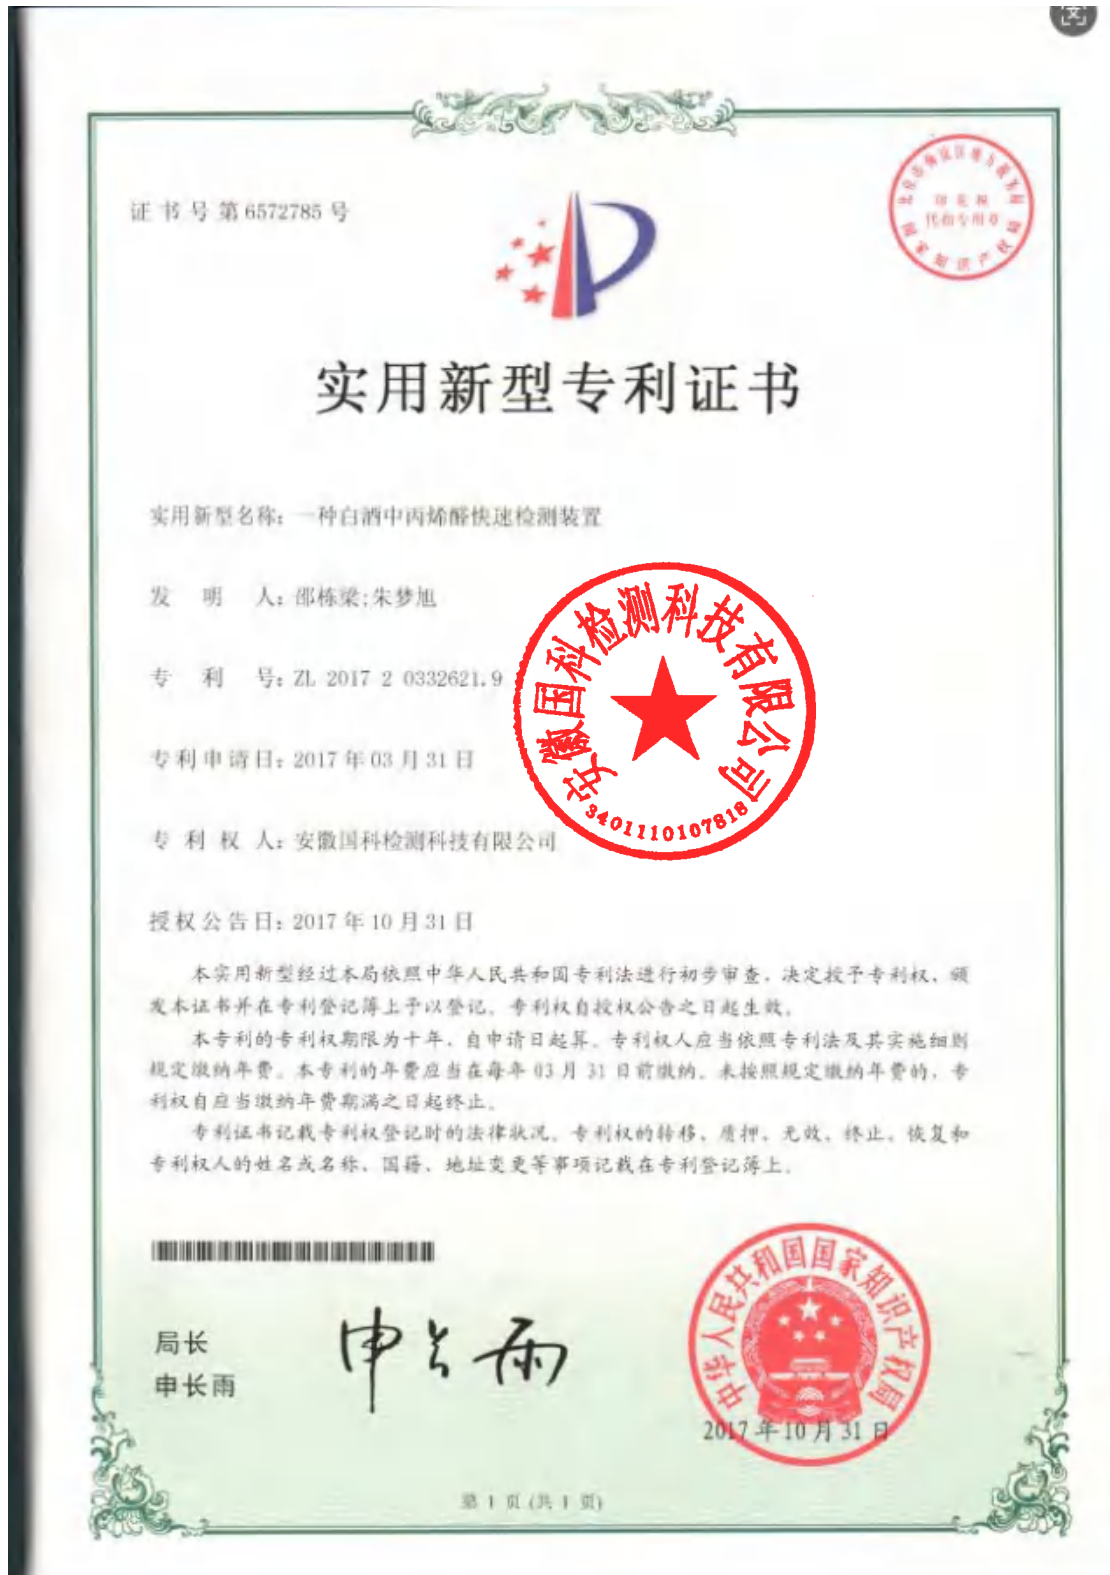 证书号第6572785号
国家知识产权局
印花税
代扣专用章
实用新型专利证书
实用新型名称：一种白酒中丙烯醛快速检测装置
发明人：邵栋梁;朱梦旭
专利号：ZL 2017 2 0332621.9
专利申请日：2017年03月31日
专利权人：安徽国科检测科技有限公司
授权公告日：2017年10月31日
安徽国科检测科技有限公司
3401110107818
本实用新型经过本局依照中华人民共和国专利法进行初步审查，决定授予专利权，颁
发本证书并在专利登记簿上予以登记。专利权自授权公告之日起生效。
本专利的专利权期限为十年，自申请日起算。专利权人应当依照专利法及其实施细则
规定缴纳年费。本专利的年费应当在每年03月31日前缴纳。未按照规定缴纳年费的，专
利权自应当缴纳年费期满之日起终止。
专利证书记载专利权登记时的法律状况。专利权的转移、质押、无效、终止、恢复和
专利权人的姓名或名称、国籍、地址变更等事项记载在专利登记簿上。
局长
申长雨
申长雨
中华人民共和国国家知识产权局
2017年10月31日
第1页(共1页)